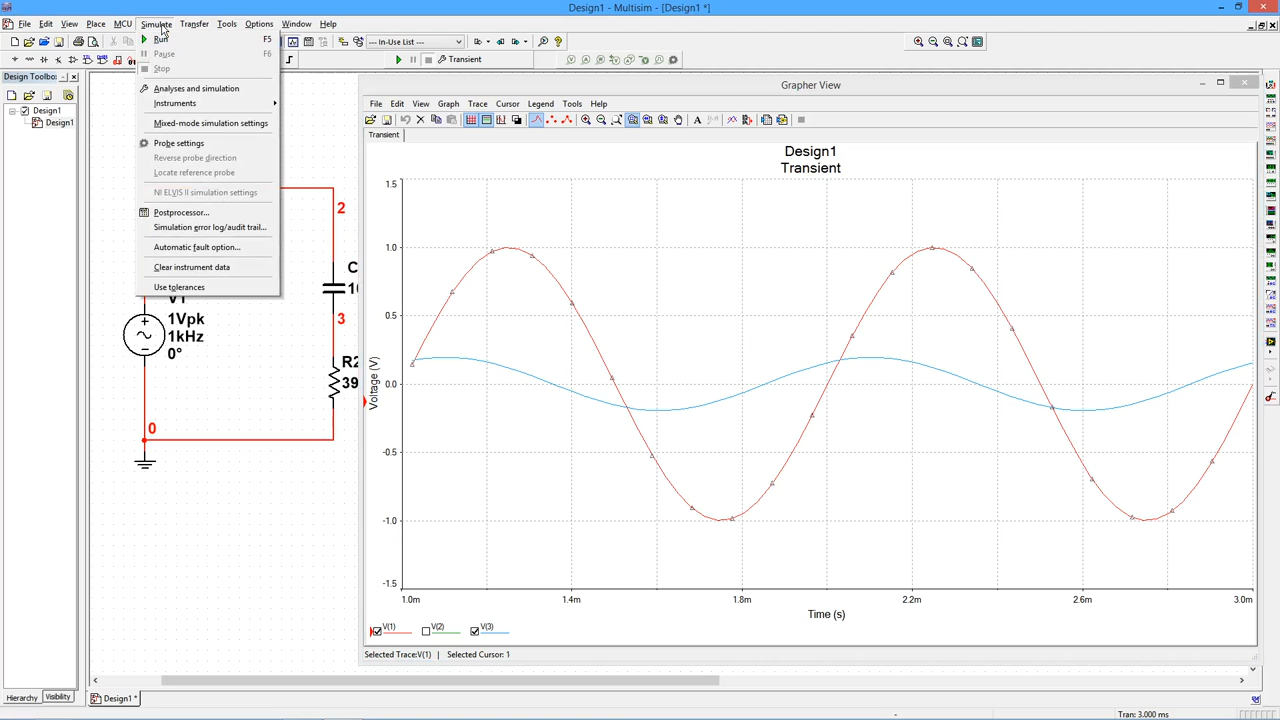 Design1 - Multisim - [Design1 *]
File Edit View Place MCU Simulate Transfer Tools Options Window Help
--- In-Use List ---
Transient
Design Toolbox
Design1
Design1
Hierarchy Visibility
Run F5
Pause F6
Stop
Analyses and simulation
Instruments
Mixed-mode simulation settings
Probe settings
Reverse probe direction
Locate reference probe
NI ELVIS II simulation settings
Postprocessor...
Simulation error log/audit trail...
Automatic fault option...
Clear instrument data
Use tolerances
2
3
V1
1Vpk
1kHz
0°
R2
39
0
Grapher View
File Edit View Graph Trace Cursor Legend Tools Help
Transient
Design1
Transient
1.5
1.0
0.5
0.0
-0.5
-1.0
-1.5
Voltage (V)
1.0m 1.4m 1.8m 2.2m 2.6m 3.0m
Time (s)
V(1) V(2) V(3)
Selected Trace:V(1) Selected Cursor: 1
Design1 *
- Tran: 3.000 ms